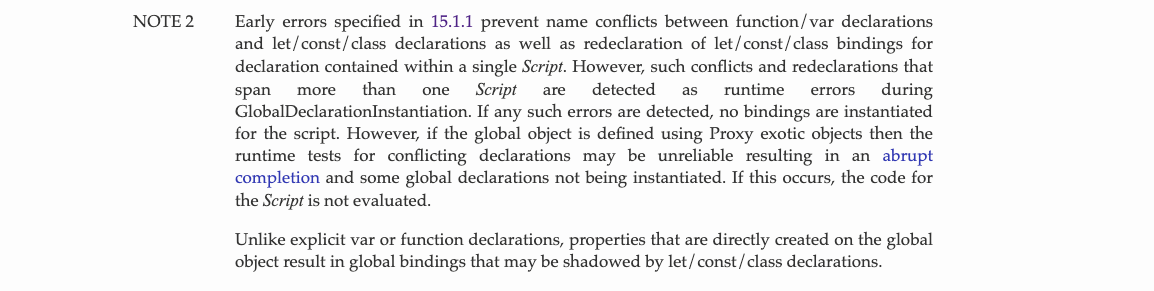 NOTE 2 Early errors specified in 15.1.1 prevent name conflicts between function/var declarations
and let/const/class declarations as well as redeclaration of let/const/class bindings for
declaration contained within a single Script. However, such conflicts and redeclarations that
span more than one Script are detected as runtime errors during
GlobalDeclarationInstantiation. If any such errors are detected, no bindings are instantiated
for the script. However, if the global object is defined using Proxy exotic objects then the
runtime tests for conflicting declarations may be unreliable resulting in an abrupt
completion and some global declarations not being instantiated. If this occurs, the code for
the Script is not evaluated.
Unlike explicit var or function declarations, properties that are directly created on the global
object result in global bindings that may be shadowed by let/const/class declarations.